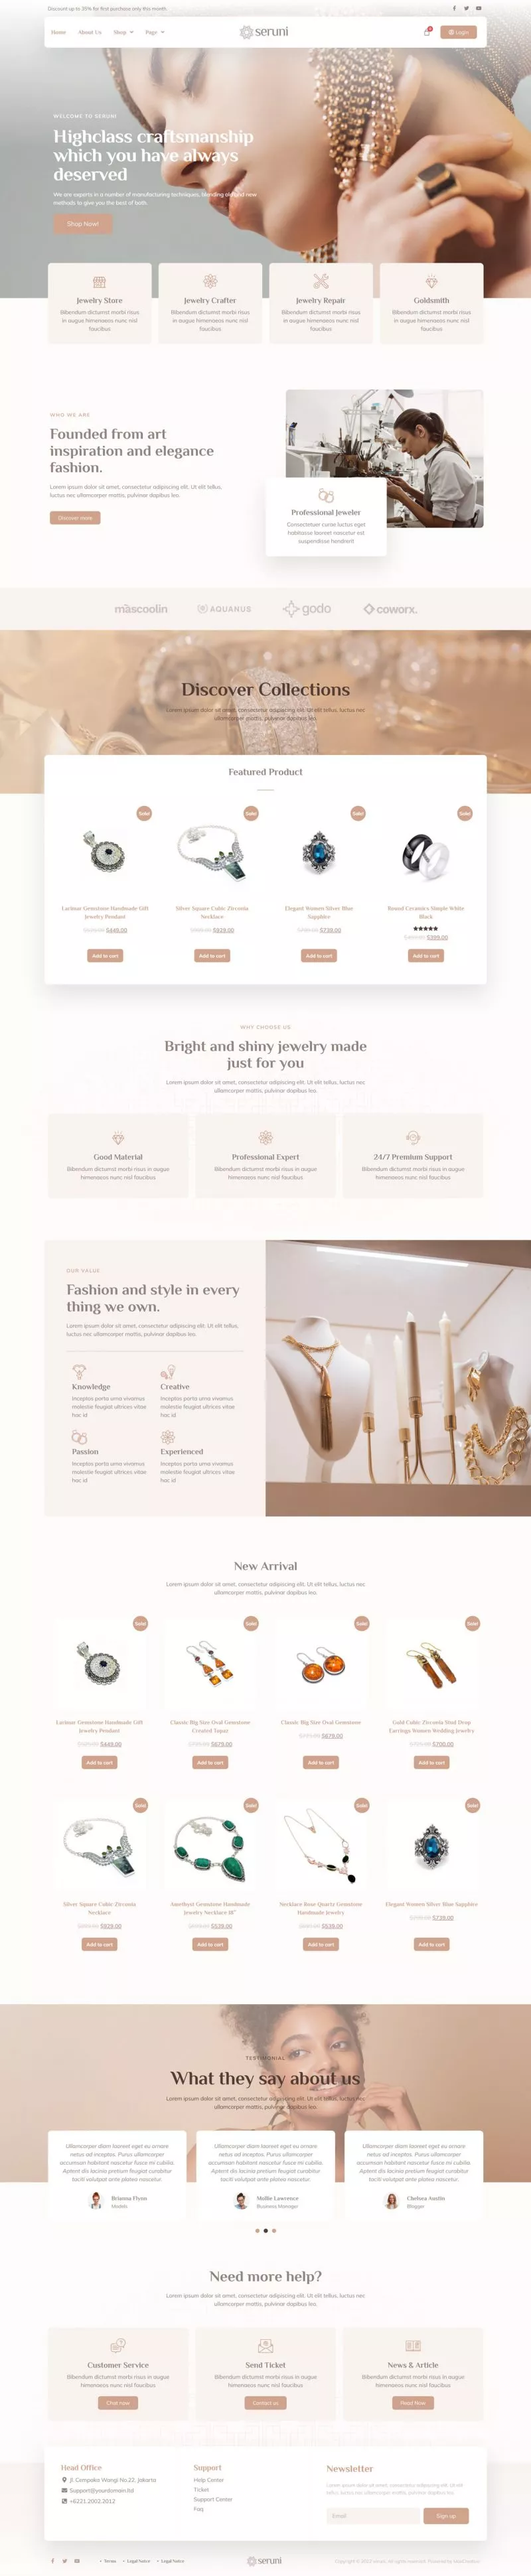 Discount up to 35% for first purchase only this month
Home
About Us
Shop
Page
seruni
Login
WELCOME TO SERUNI
Highclass craftsmanship
which you have always
deserved
We are experts in a number of manufacturing techniques, blending old and new
methods to give you the best of both.
Shop Now!
Jewelry Store
Bibendum dictumst morbi risus
in augue himenaeos nunc nisl
faucibus
Jewelry Crafter
Bibendum dictumst morbi risus
in augue himenaeos nunc nisl
faucibus
Jewelry Repair
Bibendum dictumst morbi risus
in augue himenaeos nunc nisl
faucibus
Goldsmith
Bibendum dictumst morbi risus
in augue himenaeos nunc nisl
faucibus
WHO WE ARE
Founded from art
inspiration and elegance
fashion.
Lorem ipsum dolor sit amet, consectetur adipiscing elit. Ut elit tellus,
luctus nec ullamcorper mattis, pulvinar dapibus leo.
Discover more
Professional Jeweler
Consectetuer curae luctus eget
habitasse laoreet nascetur est
suspendisse hendrerit
mascoolin
AQUANUS
godo
coworx.
Discover Collections
Lorem ipsum dolor sit amet, consectetur adipiscing elit. Ut elit tellus, luctus nec
ullamcorper mattis, pulvinar dapibus leo.
Featured Product
Sale!
Sale!
Sale!
Sale!
Larimar Gemstone Handmade Gift
Jewelry Pendant
$449.00
Add to cart
Silver Square Cubic Zirconia
Necklace
$929.00
Add to cart
Elegant Women Silver Blue
Sapphire
$739.00
Add to cart
Round Ceramics Simple White
Black
$399.00
Add to cart
WHY CHOOSE US
Bright and shiny jewelry made
just for you
Lorem ipsum dolor sit amet, consectetur adipiscing elit. Ut elit tellus, luctus nec
ullamcorper mattis, pulvinar dapibus leo.
Good Material
Bibendum dictumst morbi risus in augue
himenaeos nunc nisl faucibus
Professional Expert
Bibendum dictumst morbi risus in augue
himenaeos nunc nisl faucibus
24/7 Premium Support
Bibendum dictumst morbi risus in augue
himenaeos nunc nisl faucibus
OUR VALUE
Fashion and style in every
thing we own.
Lorem ipsum dolor sit amet, consectetur adipiscing elit. Ut elit tellus,
luctus nec ullamcorper mattis, pulvinar dapibus leo.
Knowledge
Inceptos porta urna vivamus
molestie feugiat ultrices vitae
hac id
Creative
Inceptos porta urna vivamus
molestie feugiat ultrices vitae
hac id
Passion
Inceptos porta urna vivamus
molestie feugiat ultrices vitae
hac id
Experienced
Inceptos porta urna vivamus
molestie feugiat ultrices vitae
hac id
New Arrival
Lorem ipsum dolor sit amet, consectetur adipiscing elit. Ut elit tellus, luctus nec
ullamcorper mattis, pulvinar dapibus leo.
Sale!
Sale!
Sale!
Sale!
Larimar Gemstone Handmade Gift
Jewelry Pendant
$449.00
Add to cart
Classic Big Size Oval Gemstone
Created Topaz
$679.00
Add to cart
Classic Big Size Oval Gemstone
$679.00
Add to cart
Gold Cubic Zirconia Stud Drop
Earrings Women Wedding Jewelry
$700.00
Add to cart
Sale!
Sale!
Sale!
Sale!
Silver Square Cubic Zirconia
Necklace
$929.00
Add to cart
Amethyst Gemstone Handmade
Jewelry Necklace 18"
$539.00
Add to cart
Necklace Rose Quartz Gemstone
Handmade Jewelry
$539.00
Add to cart
Elegant Women Silver Blue Sapphire
$739.00
Add to cart
TESTIMONIAL
What they say about us
Lorem ipsum dolor sit amet, consectetur adipiscing elit. Ut elit tellus, luctus nec
ullamcorper mattis, pulvinar dapibus leo.
Ullamcorper diam laoreet eget eu ornare
netus ad inceptos. Purus ullamcorper
accumsan habitant nascetur fusce mi cubilia.
Aptent dis lacinia pretium feugiat curabitur
taciti volutpat ante platea nascetur.
Brianna Flynn
Models
Ullamcorper diam laoreet eget eu ornare
netus ad inceptos. Purus ullamcorper
accumsan habitant nascetur fusce mi cubilia.
Aptent dis lacinia pretium feugiat curabitur
taciti volutpat ante platea nascetur.
Mollie Lawrence
Business Manager
Ullamcorper diam laoreet eget eu ornare
netus ad inceptos. Purus ullamcorper
accumsan habitant nascetur fusce mi cubilia.
Aptent dis lacinia pretium feugiat curabitur
taciti volutpat ante platea nascetur.
Chelsea Austin
Blogger
Need more help?
Lorem ipsum dolor sit amet, consectetur adipiscing elit. Ut elit tellus, luctus nec
ullamcorper mattis, pulvinar dapibus leo.
Customer Service
Bibendum dictumst morbi risus in augue
himenaeos nunc nisl faucibus
Chat now
Send Ticket
Bibendum dictumst morbi risus in augue
himenaeos nunc nisl faucibus
Contact us
News & Article
Bibendum dictumst morbi risus in augue
himenaeos nunc nisl faucibus
Read Now
Head Office
Jl. Cempaka Wangi No.22, Jakarta
Support@yourdomain.tld
+6221.2002.2012
Support
Help Center
Ticket
Support Center
Faq
Newsletter
Lorem ipsum dolor sit amet, consectetur adipiscing elit. Ut elit
tellus, luctus nec ullamcorper mattis, pulvinar dapibus leo.
Email
Sign up
Terms
Legal Notice
Legal Notice
seruni